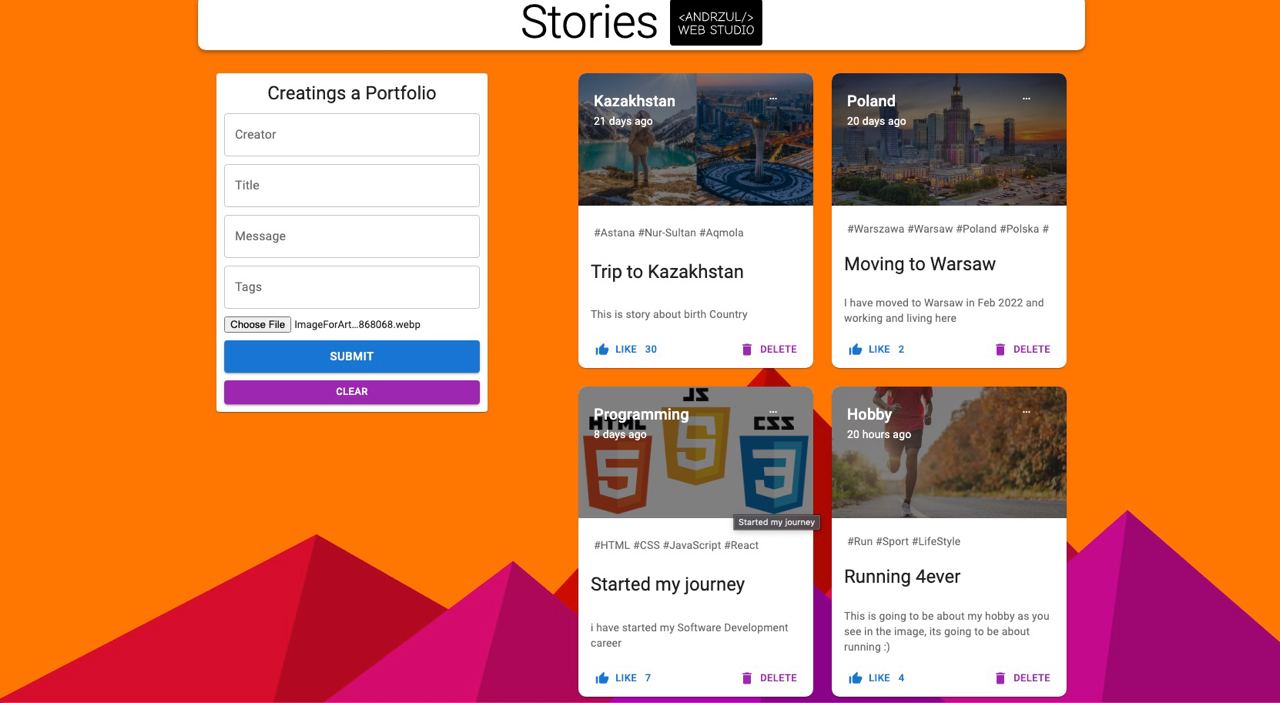 Stories
<ANDRZUL/>
WEB STUDIO
Creatings a Portfolio
Creator
Title
Message
Tags
Choose File ImageForArt...868068.webp
SUBMIT
CLEAR
Kazakhstan
...
21 days ago
#Astana #Nur-Sultan #Aqmola
Trip to Kazakhstan
This is story about birth Country
LIKE 30
DELETE
Poland
...
20 days ago
#Warszawa #Warsaw #Poland #Polska #
Moving to Warsaw
I have moved to Warsaw in Feb 2022 and
working and living here
LIKE 2
DELETE
Programming
...
8 days ago
HTML
JS
CSS
5
5
3
Started my journey
#HTML #CSS #JavaScript #React
Started my journey
i have started my Software Development
career
LIKE 7
DELETE
Hobby
...
20 hours ago
#Run #Sport #LifeStyle
Running 4ever
This is going to be about my hobby as you
see in the image, its going to be about
running :)
LIKE 4
DELETE